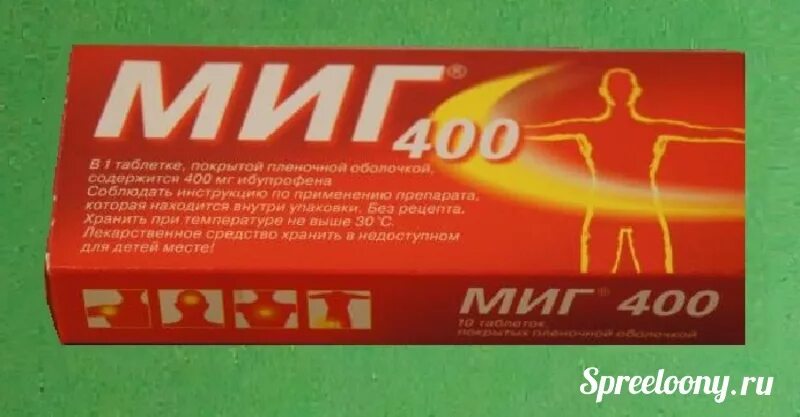 МИГ® 400
В 1 таблетке, покрытой пленочной оболочкой,
содержится 400 мг ибупрофена
Соблюдать инструкцию по применению препарата,
которая находится внутри упаковки. Без рецепта.
Хранить при температуре не выше 30 °С.
Лекарственное средство хранить в недоступном
для детей месте!
МИГ® 400
10 таблеток,
покрытых пленочной оболочкой
Spreeloony.ru